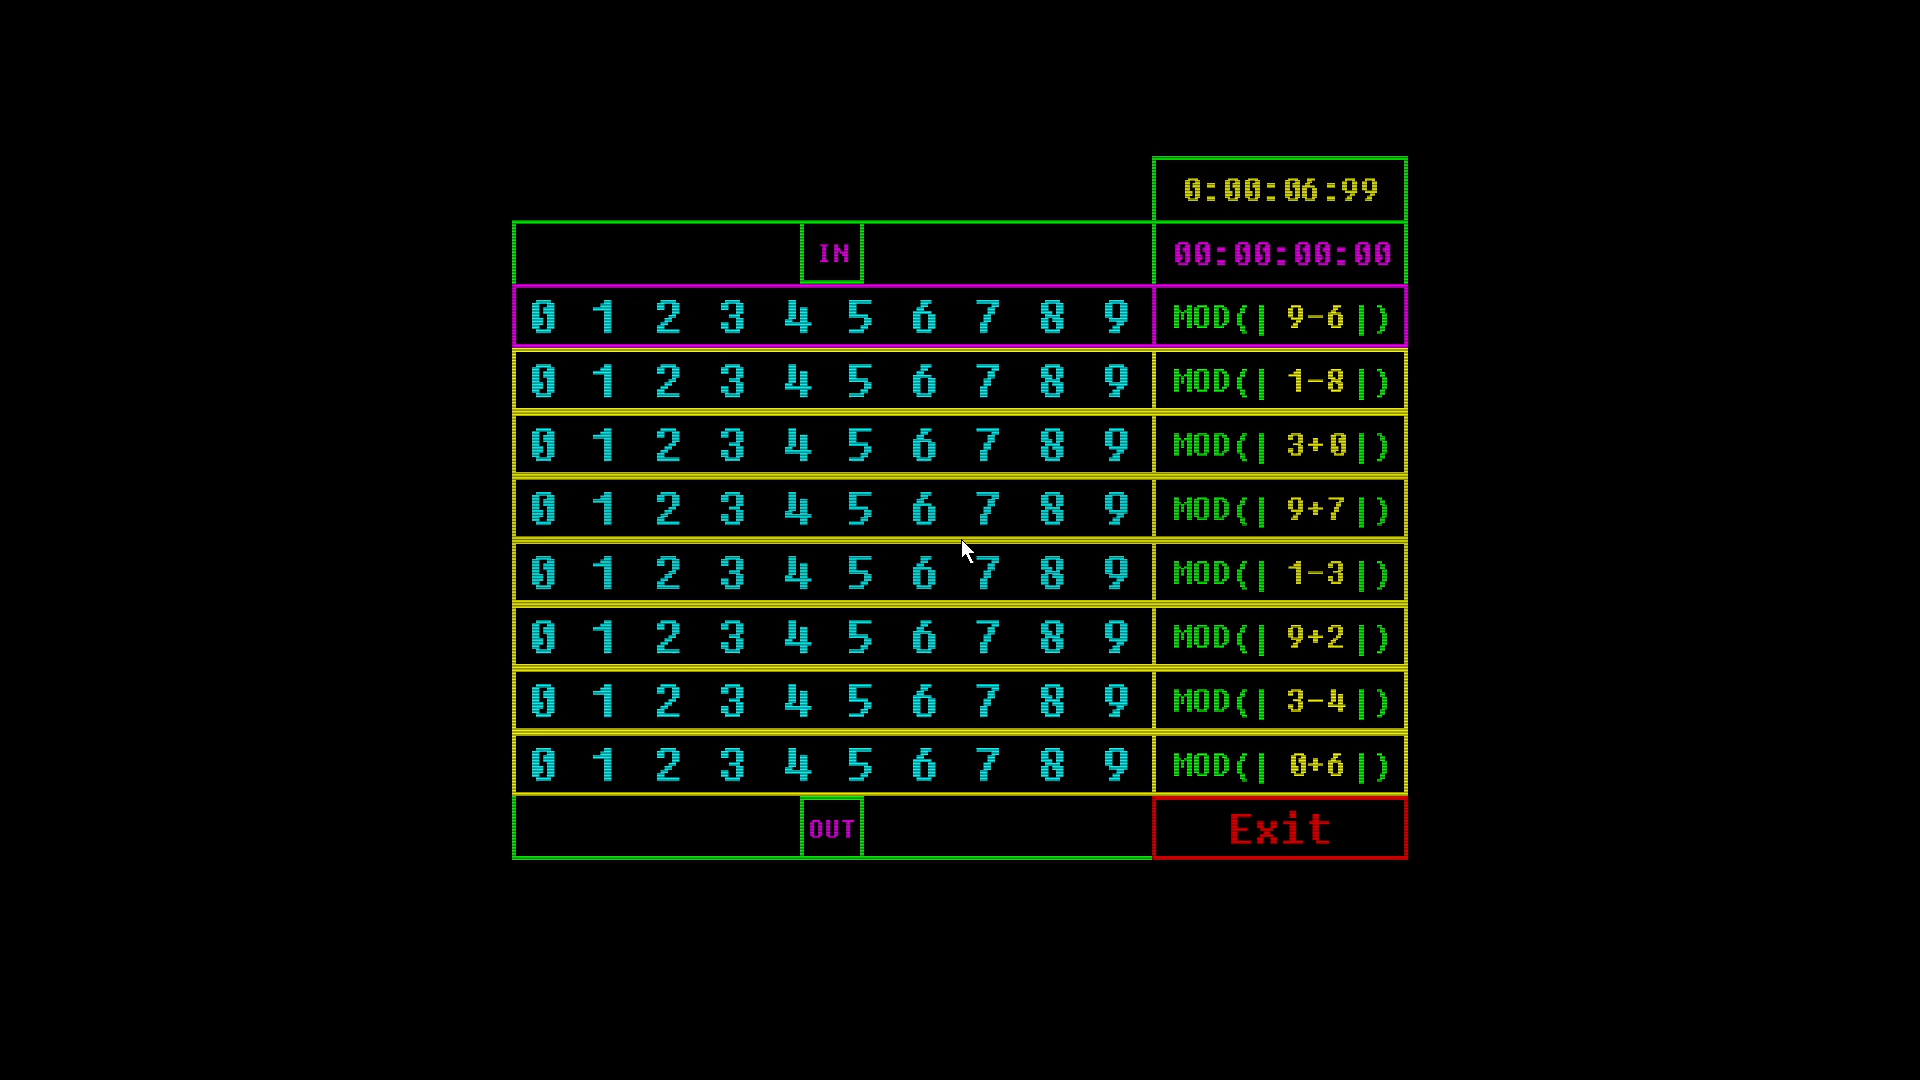 0:00:06:99
IN 00:00:00:00
0 1 2 3 4 5 6 7 8 9 MOD(| 9-6 |)
0 1 2 3 4 5 6 7 8 9 MOD(| 1-8 |)
0 1 2 3 4 5 6 7 8 9 MOD(| 3+0 |)
0 1 2 3 4 5 6 7 8 9 MOD(| 9+7 |)
0 1 2 3 4 5 6 7 8 9 MOD(| 1-3 |)
0 1 2 3 4 5 6 7 8 9 MOD(| 9+2 |)
0 1 2 3 4 5 6 7 8 9 MOD(| 3-4 |)
0 1 2 3 4 5 6 7 8 9 MOD(| 0+6 |)
OUT Exit